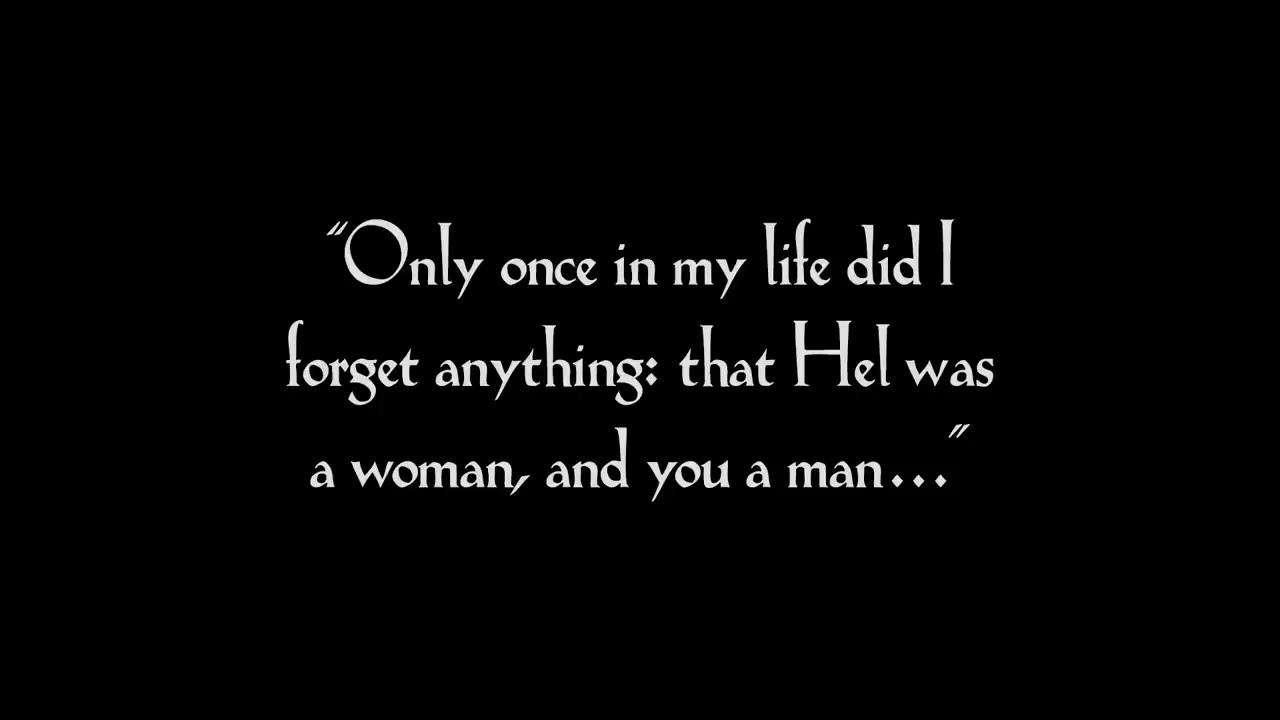 "Only once in my life did I
forget anything: that Hel was
a woman, and you a man..."